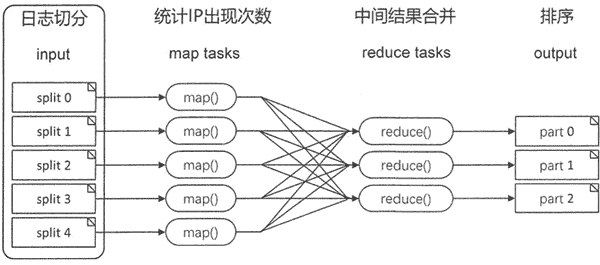 日志切分 统计IP出现次数 中间结果合并 排序
input map tasks reduce tasks output
split 0 map()
split 1 map() reduce() part 0
split 2 map() reduce() part 1
split 3 map() reduce() part 2
split 4 map()